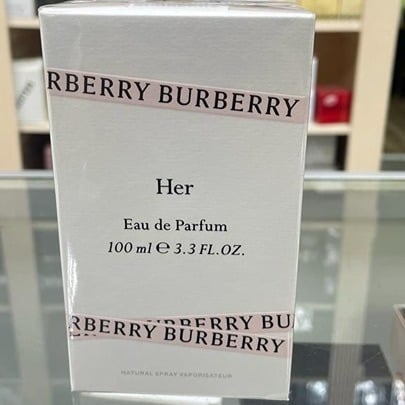 RBERRY BURBERRY
Her
Eau de Parfum
100 ml ℮ 3.3 FL.OZ.
RBERRY BU
RBERRY BURBERRY
NATURAL SPRAY VAPORISATEUR